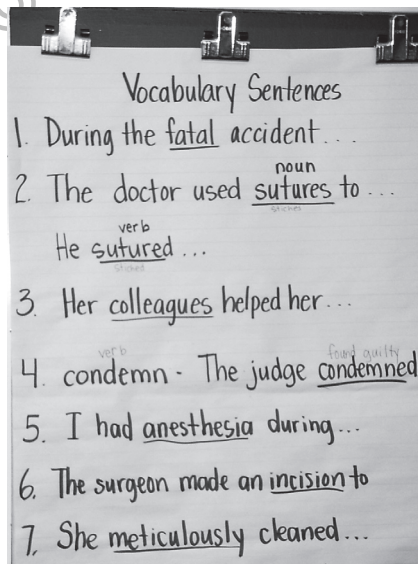 Vocabulary Sentences
1. During the fatal accident...
noun
2. The doctor used sutures to...
stiches
verb
He sutured...
stiched
3. Her colleagues helped her...
verb found guilty
4. condemn - The judge condemned
5. I had anesthesia during...
6. The surgeon made an incision to
7. She meticulously cleaned...